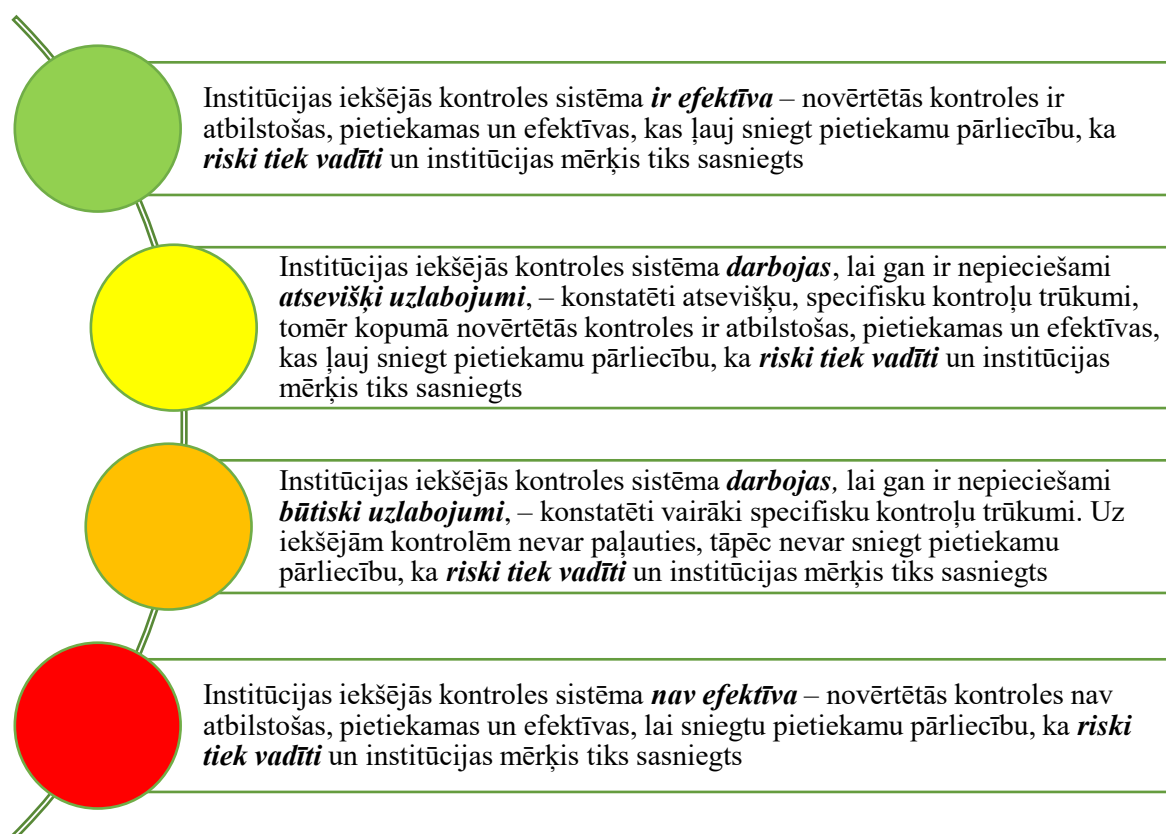 Institūcijas iekšējās kontroles sistēma ir efektīva – novērtētās kontroles ir
atbilstošas, pietiekamas un efektīvas, kas ļauj sniegt pietiekamu pārliecību, ka
riski tiek vadīti un institūcijas mērķis tiks sasniegts
Institūcijas iekšējās kontroles sistēma darbojas, lai gan ir nepieciešami
atsevišķi uzlabojumi, – konstatēti atsevišķu, specifisku kontroļu trūkumi,
tomēr kopumā novērtētās kontroles ir atbilstošas, pietiekamas un efektīvas,
kas ļauj sniegt pietiekamu pārliecību, ka riski tiek vadīti un institūcijas
mērķis tiks sasniegts
Institūcijas iekšējās kontroles sistēma darbojas, lai gan ir nepieciešami
būtiski uzlabojumi, – konstatēti vairāki specifisku kontroļu trūkumi. Uz
iekšējām kontrolēm nevar paļauties, tāpēc nevar sniegt pietiekamu
pārliecību, ka riski tiek vadīti un institūcijas mērķis tiks sasniegts
Institūcijas iekšējās kontroles sistēma nav efektīva – novērtētās kontroles nav
atbilstošas, pietiekamas un efektīvas, lai sniegtu pietiekamu pārliecību, ka riski
tiek vadīti un institūcijas mērķis tiks sasniegts